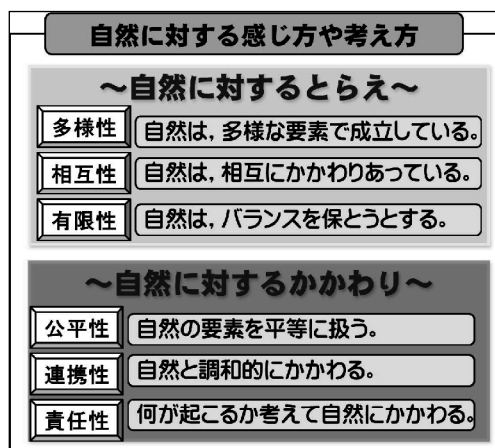 自然に対する感じ方や考え方
～自然に対するとらえ～
多様性 自然は，多様な要素で成立している。
相互性 自然は，相互にかかわりあっている。
有限性 自然は，バランスを保とうとする。
～自然に対するかかわり～
公平性 自然の要素を平等に扱う。
連携性 自然と調和的にかかわる。
責任性 何が起こるか考えて自然にかかわる。